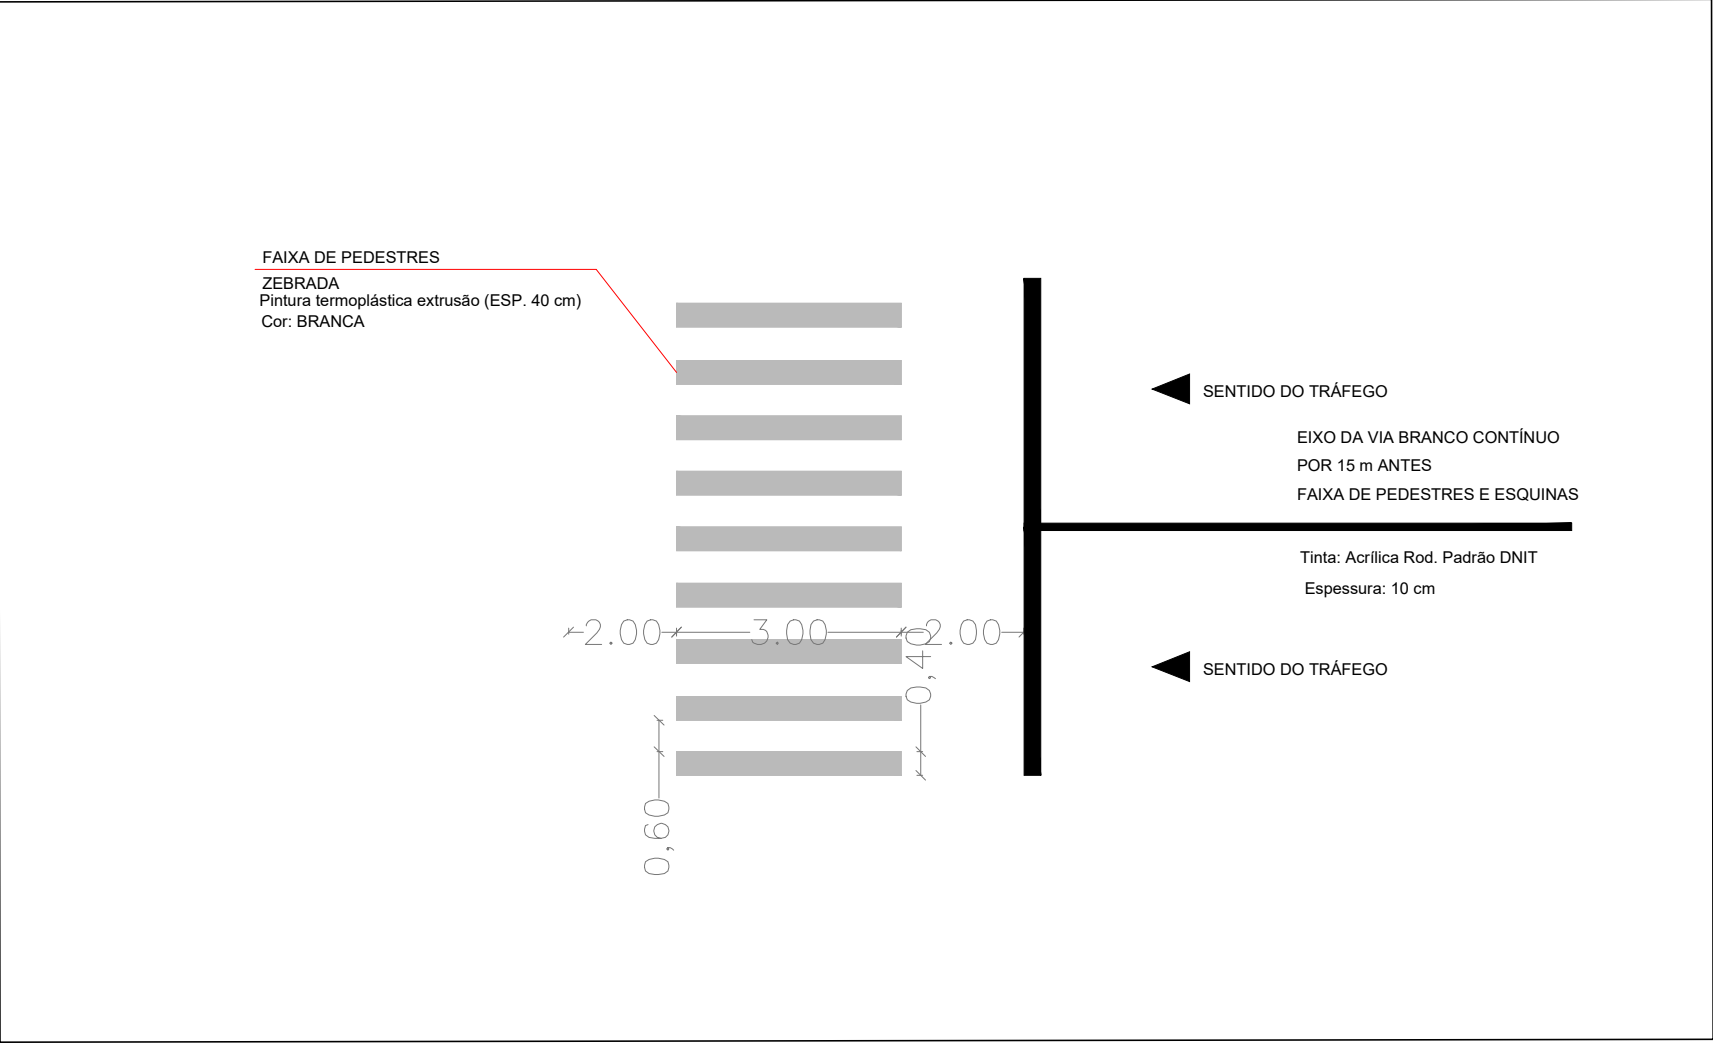 FAIXA DE PEDESTRES
ZEBRADA
Pintura termoplástica extrusão (ESP. 40 cm)
Cor: BRANCA
SENTIDO DO TRÁFEGO
EIXO DA VIA BRANCO CONTÍNUO
POR 15 m ANTES
FAIXA DE PEDESTRES E ESQUINAS
Tinta: Acrílica Rod. Padrão DNIT
Espessura: 10 cm
2.00 3.00 2.00
0,40
SENTIDO DO TRÁFEGO
0,60